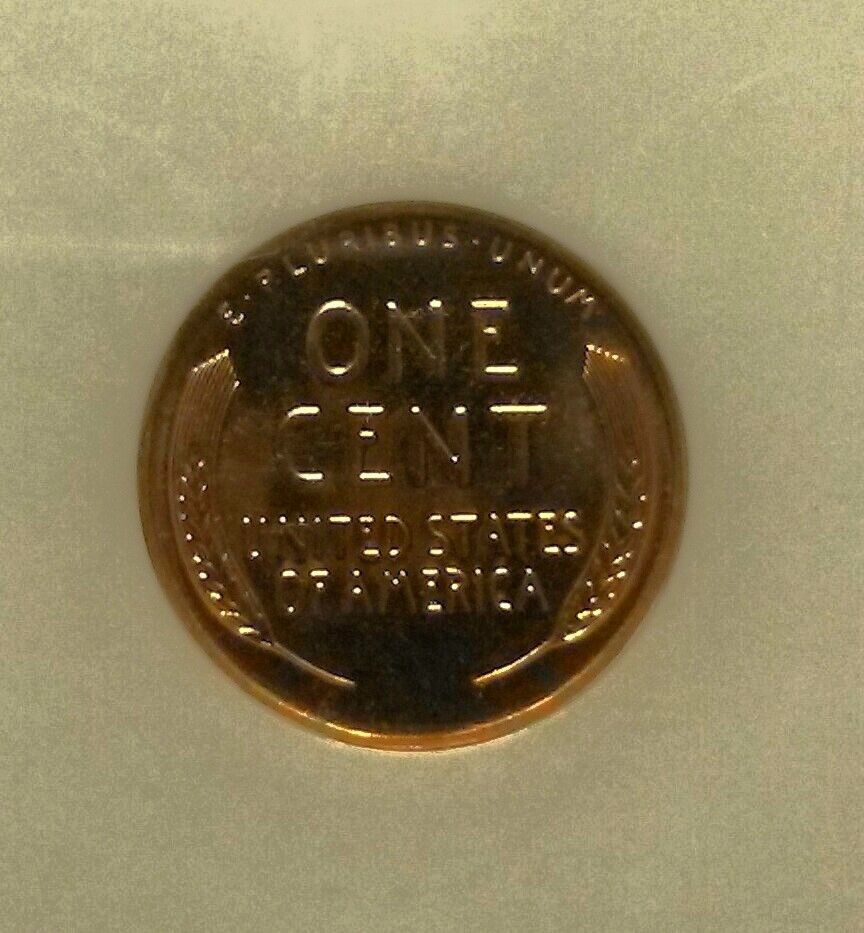 E·PLURIBUS·UNUM
ONE
CENT
UNITED STATES
OF AMERICA